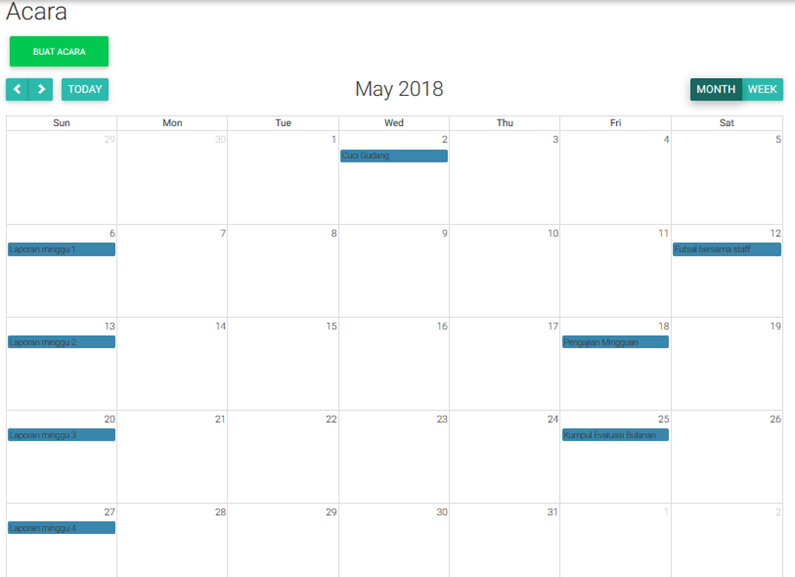 Acara
BUAT ACARA
TODAY
May 2018
MONTH WEEK
Sun Mon Tue Wed Thu Fri Sat
29 30 1 2 3 4 5
Cuci Gudang
6 7 8 9 10 11 12
Laporan minggu 1 Futsal bersama staff
13 14 15 16 17 18 19
Laporan minggu 2 Pengajian Mingguan
20 21 22 23 24 25 26
Laporan minggu 3 Kumpul Evaluasi Bulanan
27 28 29 30 31 1 2
Laporan minggu 4